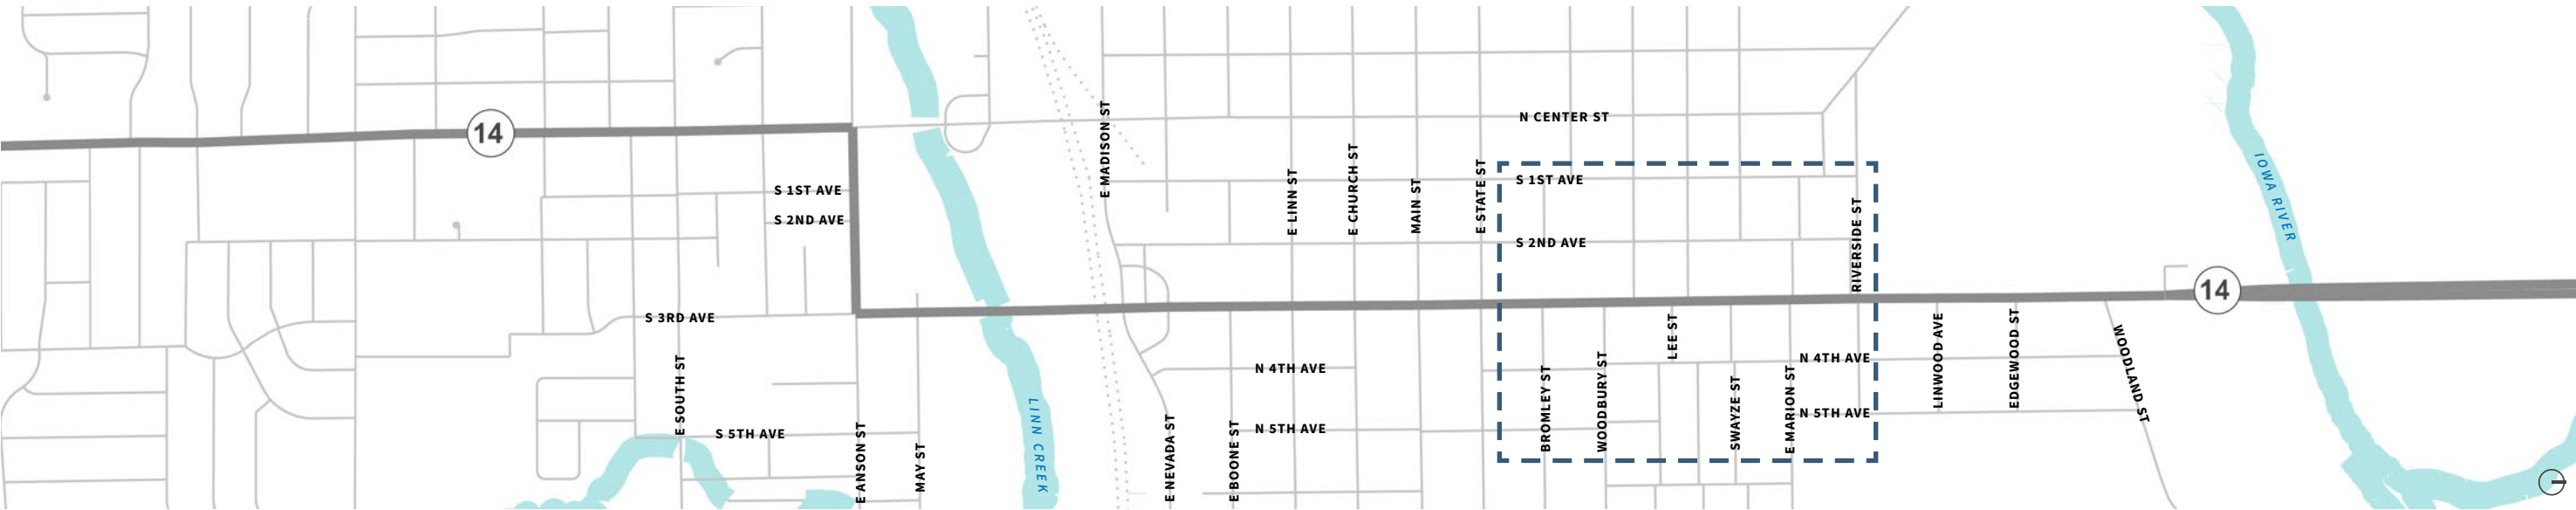 N CENTER ST
14
E MADISON ST
S 1ST AVE
S 2ND AVE
E LINN ST
E CHURCH ST
MAIN ST
E STATE ST
S 1ST AVE
S 2ND AVE
RIVERSIDE ST
IOWA RIVER
14
S 3RD AVE
E SOUTH ST
S 5TH AVE
E ANSON ST
MAY ST
LINN CREEK
E NEVADA ST
E BOONE ST
N 4TH AVE
N 5TH AVE
BROMLEY ST
WOODBURY ST
LEE ST
SWAYZE ST
E MARION ST
N 4TH AVE
N 5TH AVE
LINWOOD AVE
EDGEWOOD ST
WOODLAND ST